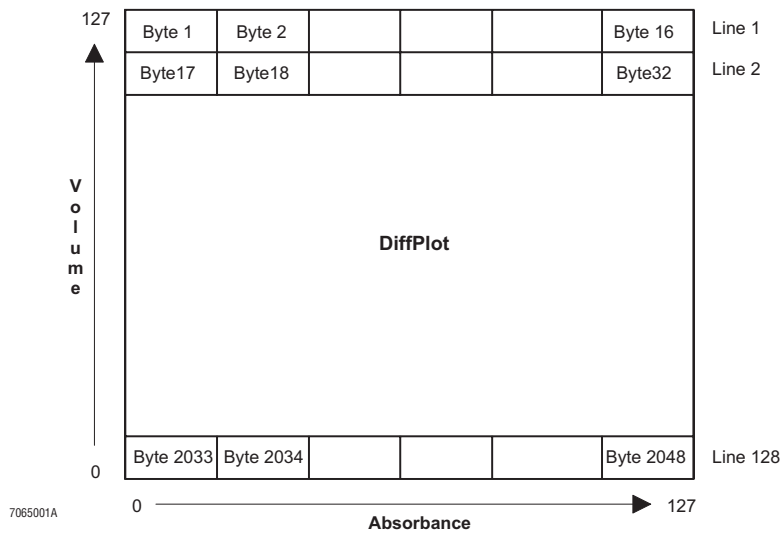 127
Byte 1 Byte 2 Byte 16 Line 1
Byte17 Byte18 Byte32 Line 2
Volume
DiffPlot
0
Byte 2033 Byte 2034 Byte 2048 Line 128
7065001A
0 127
Absorbance